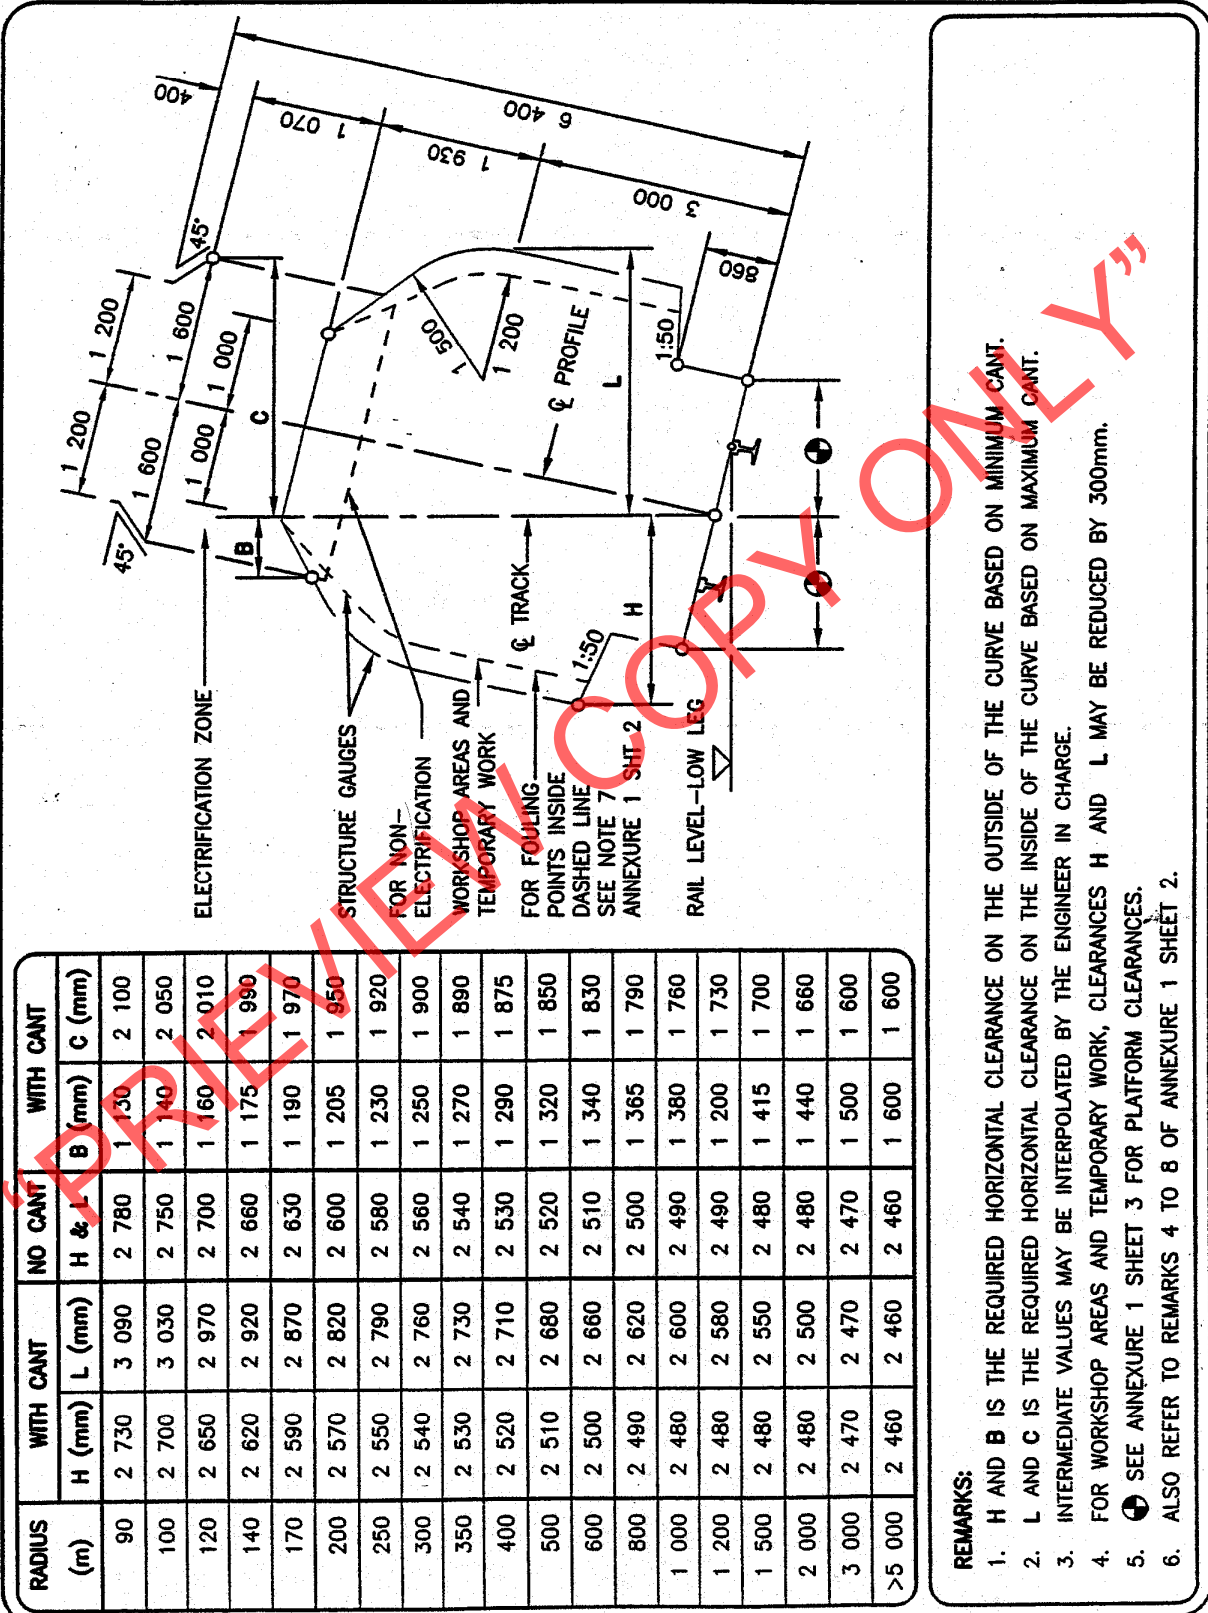 RADIUS WITH CANT NO CANT WITH CANT
(m) H (mm) L (mm) H & L B (mm) C (mm)
90 2 730 3 090 2 780 1 130 2 100
100 2 700 3 030 2 750 1 140 2 050
120 2 650 2 970 2 700 1 160 2 010
140 2 620 2 920 2 660 1 175 1 990
170 2 590 2 870 2 630 1 190 1 970
200 2 570 2 820 2 600 1 205 1 950
250 2 550 2 790 2 580 1 230 1 920
300 2 540 2 760 2 560 1 250 1 900
350 2 530 2 730 2 540 1 270 1 890
400 2 520 2 710 2 530 1 290 1 875
500 2 510 2 680 2 520 1 320 1 850
600 2 500 2 660 2 510 1 340 1 830
800 2 490 2 620 2 500 1 365 1 790
1 000 2 480 2 600 2 490 1 380 1 760
1 200 2 480 2 580 2 490 1 200 1 730
1 500 2 480 2 550 2 480 1 415 1 700
2 000 2 480 2 500 2 480 1 440 1 660
3 000 2 470 2 470 2 470 1 500 1 600
>5 000 2 460 2 460 2 460 1 600 1 600
ELECTRIFICATION ZONE
STRUCTURE GAUGES
FOR NON-
ELECTRIFICATION
WORKSHOP AREAS AND
TEMPORARY WORK
FOR FOULING
POINTS INSIDE
DASHED LINE
SEE NOTE 7
ANNEXURE 1 SHT 2
RAIL LEVEL-LOW LEG
1 200
1 200
1 600
1 600
1 000
1 000
45°
45°
B
C
H
L
℄ TRACK
℄ PROFILE
1:50
1:50
1 500
1 200
400
1 070
1 930
3 000
6 400
860
REMARKS:
1. H AND B IS THE REQUIRED HORIZONTAL CLEARANCE ON THE OUTSIDE OF THE CURVE BASED ON MINIMUM CANT.
2. L AND C IS THE REQUIRED HORIZONTAL CLEARANCE ON THE INSIDE OF THE CURVE BASED ON MAXIMUM CANT.
3. INTERMEDIATE VALUES MAY BE INTERPOLATED BY THE ENGINEER IN CHARGE.
4. FOR WORKSHOP AREAS AND TEMPORARY WORK, CLEARANCES H AND L MAY BE REDUCED BY 300mm.
5. SEE ANNEXURE 1 SHEET 3 FOR PLATFORM CLEARANCES.
6. ALSO REFER TO REMARKS 4 TO 8 OF ANNEXURE 1 SHEET 2.
"PREVIEW COPY ONLY"